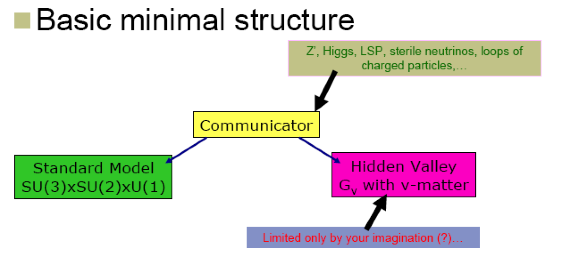 Basic minimal structure
Z', Higgs, LSP, sterile neutrinos, loops of
charged particles,...
Communicator
Standard Model
SU(3)xSU(2)xU(1)
Hidden Valley
Gv with v-matter
Limited only by your imagination (?)...